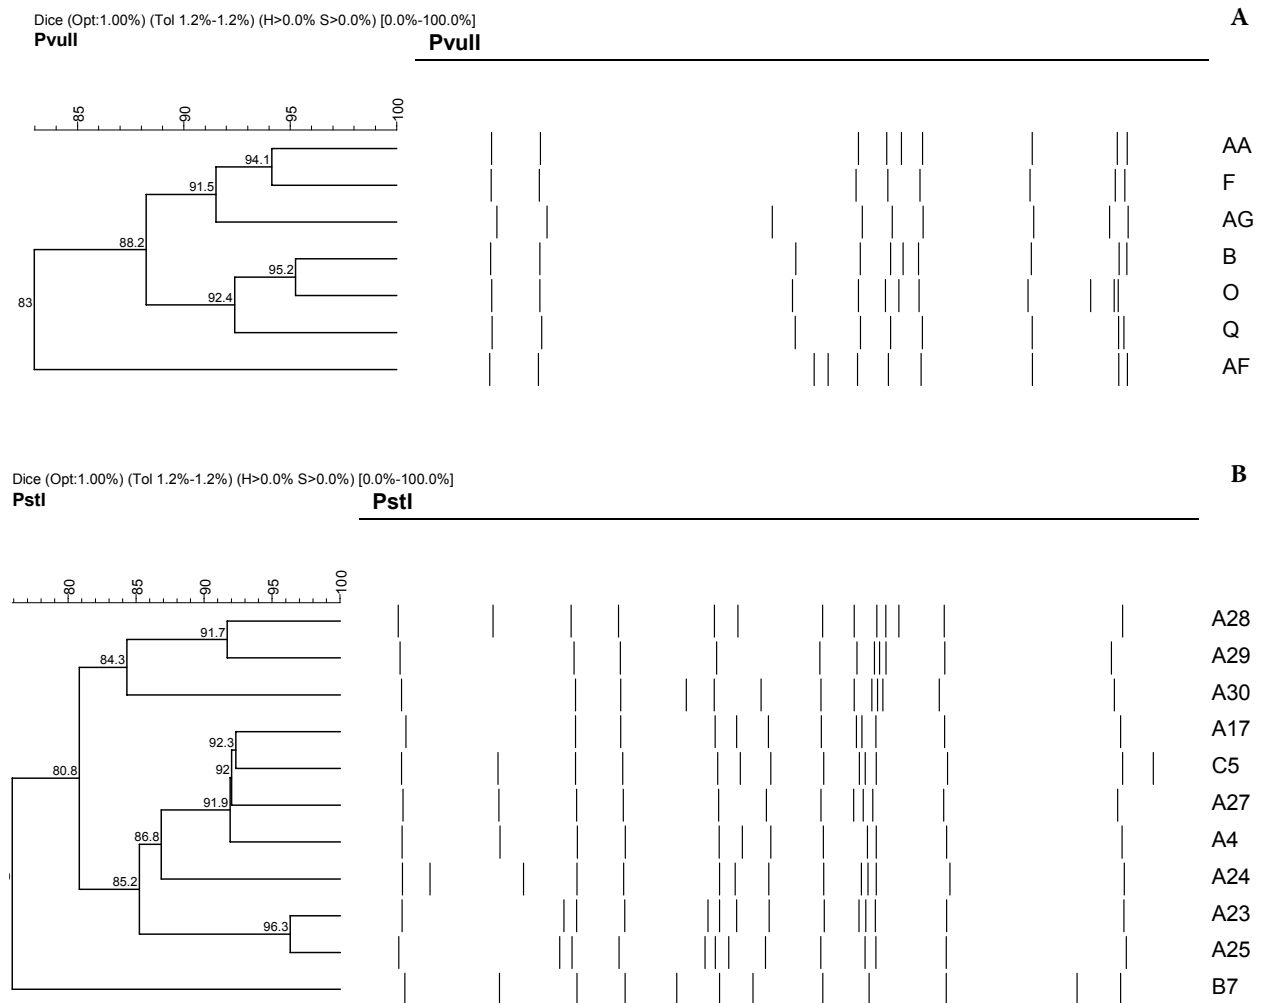 A
Dice (Opt:1.00%) (Tol 1.2%-1.2%) (H>0.0% S>0.0%) [0.0%-100.0%]
PvuII PvuII
85 90 95 100
AA
94.1
F
91.5
AG
88.2
B
95.2
O
92.4
83
Q
AF
B
Dice (Opt:1.00%) (Tol 1.2%-1.2%) (H>0.0% S>0.0%) [0.0%-100.0%]
PstI PstI
80 85 90 95 100
A28
91.7
A29
84.3
A30
A17
92.3
C5
92
80.8
A27
91.9
A4
86.8
A24
85.2
A23
96.3
A25
B7